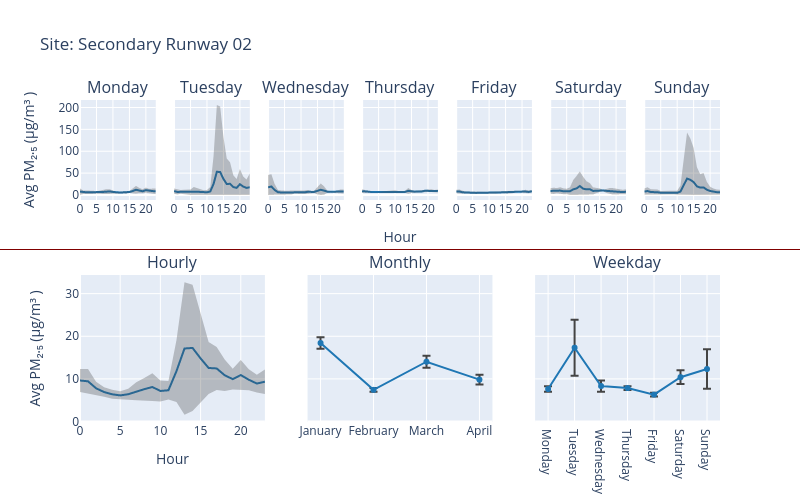 Site: Secondary Runway 02
Monday Tuesday Wednesday Thursday Friday Saturday Sunday
Avg PM₂.₅ (µg/m³ )
200
150
100
50
0
0 5 10 15 20 0 5 10 15 20 0 5 10 15 20 0 5 10 15 20 0 5 10 15 20 0 5 10 15 20 0 5 10 15 20
Hour
Hourly Monthly Weekday
Avg PM₂.₅ (µg/m³ )
30
20
10
0
0 5 10 15 20
Hour
January February March April
Monday
Tuesday
Wednesday
Thursday
Friday
Saturday
Sunday